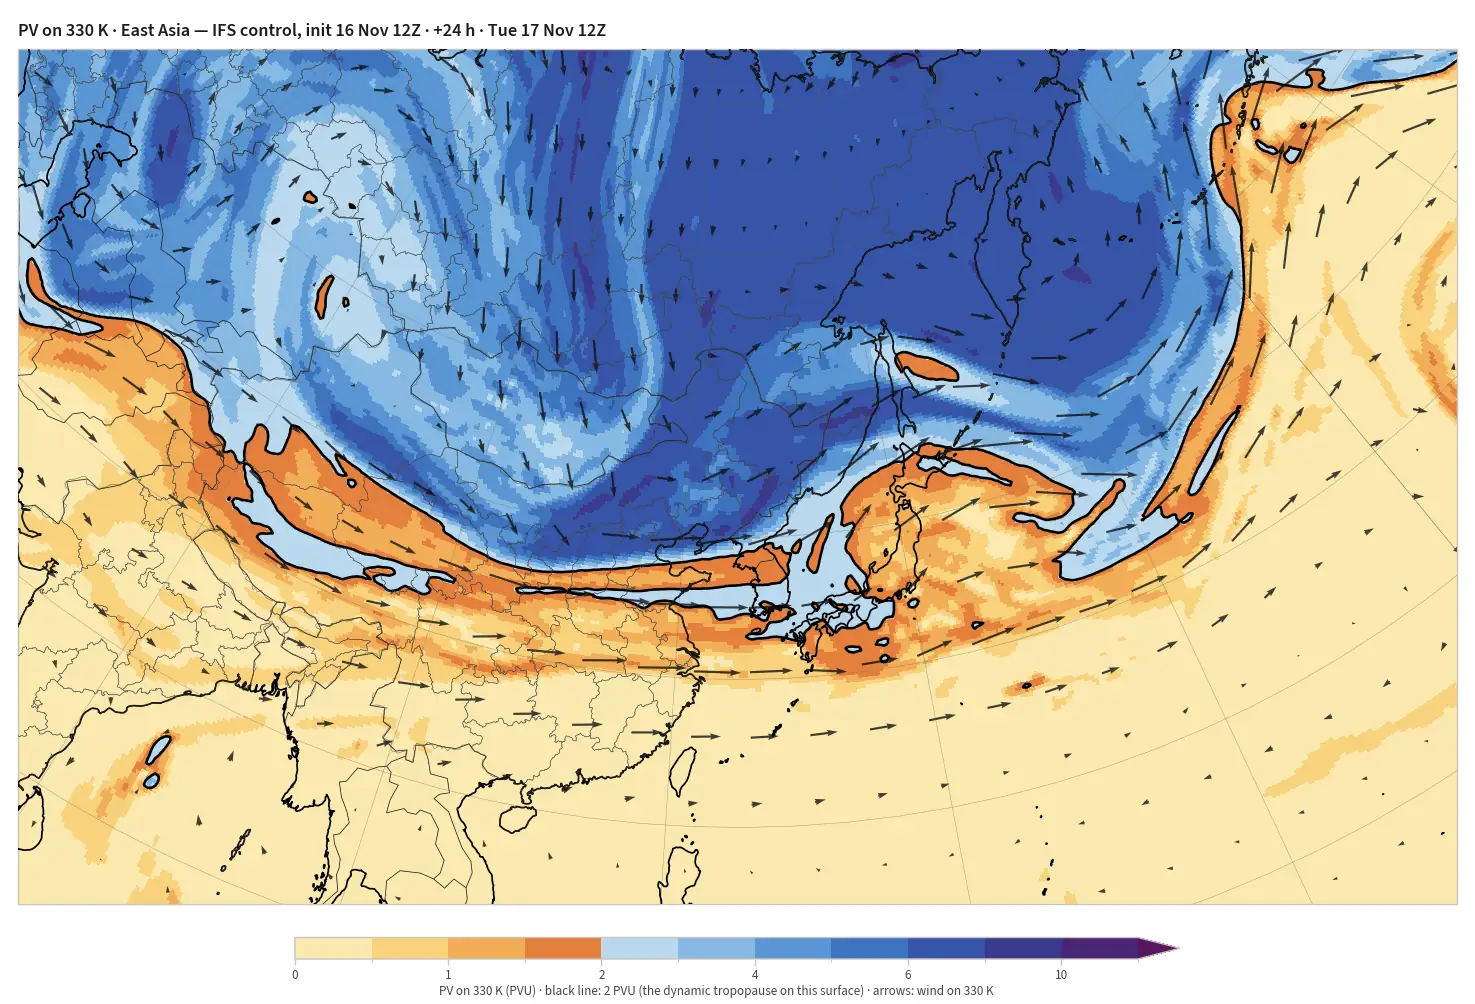 PV on 330 K · East Asia — IFS control, init 16 Nov 12Z · +24 h · Tue 17 Nov 12Z
0 1 2 4 6 10
PV on 330 K (PVU) · black line: 2 PVU (the dynamic tropopause on this surface) · arrows: wind on 330 K